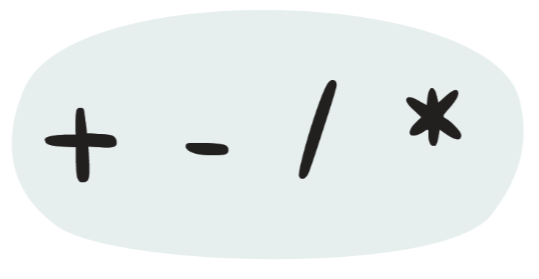 + - / *